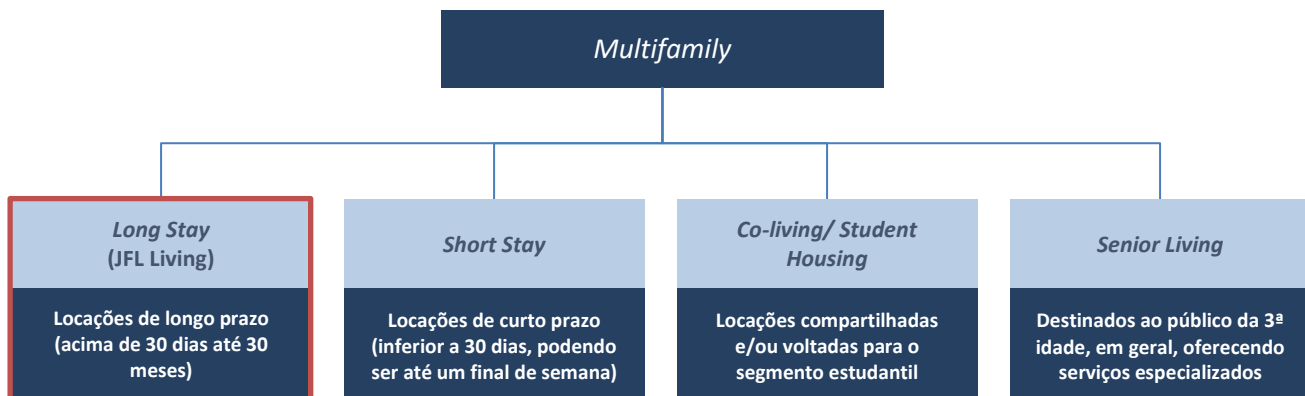 Multifamily
Long Stay
(JFL Living)
Locações de longo prazo
(acima de 30 dias até 30
meses)
Short Stay
Locações de curto prazo
(inferior a 30 dias, podendo
ser até um final de semana)
Co-living/ Student
Housing
Locações compartilhadas
e/ou voltadas para o
segmento estudantil
Senior Living
Destinados ao público da 3ª
idade, em geral, oferecendo
serviços especializados